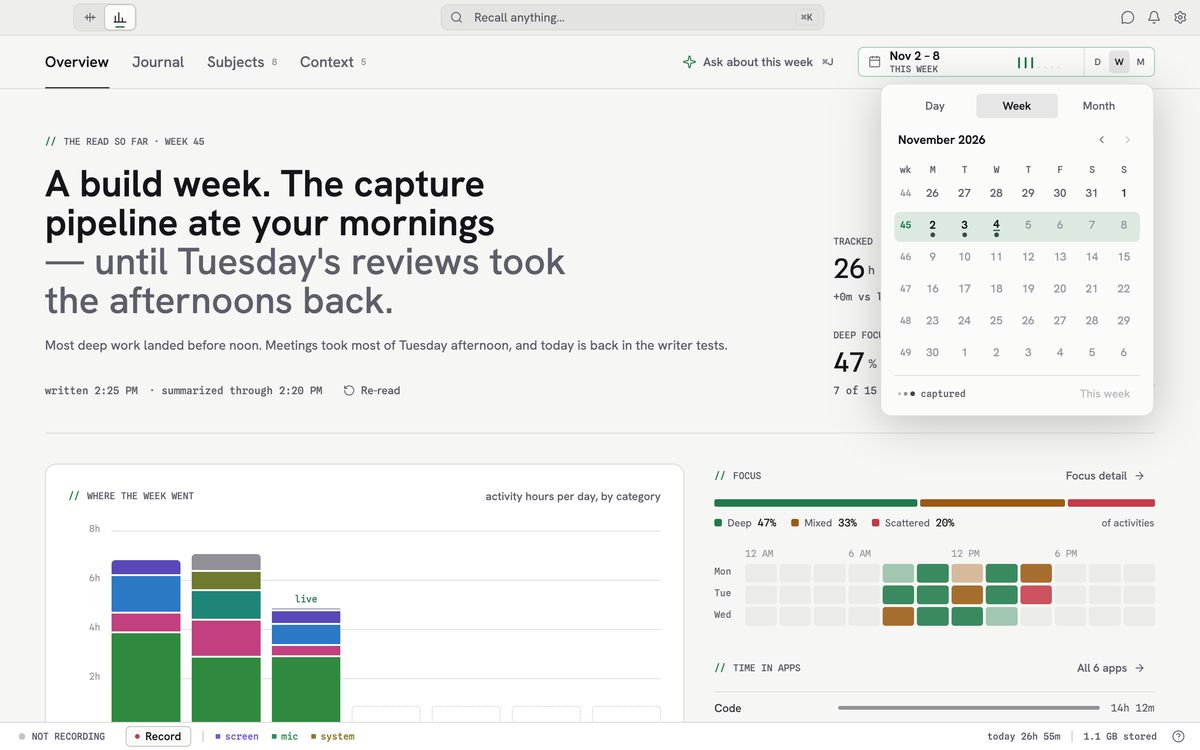 Recall anything...
⌘K
Overview
Journal
Subjects 8
Context 5
Ask about this week ⌘J
Nov 2 – 8
THIS WEEK
D W M
Day Week Month
November 2026
wk M T W T F S S
44 26 27 28 29 30 31 1
45 2 3 4 5 6 7 8
46 9 10 11 12 13 14 15
47 16 17 18 19 20 21 22
48 23 24 25 26 27 28 29
49 30 1 2 3 4 5 6
captured
This week
// THE READ SO FAR · WEEK 45
A build week. The capture
pipeline ate your mornings
— until Tuesday's reviews took
the afternoons back.
Most deep work landed before noon. Meetings took most of Tuesday afternoon, and today is back in the writer tests.
written 2:25 PM · summarized through 2:20 PM
Re-read
TRACKED
26 h
+0m vs
DEEP
47 %
7 of 15
// WHERE THE WEEK WENT
activity hours per day, by category
8h
6h
4h
2h
live
// FOCUS
Focus detail →
Deep 47%
Mixed 33%
Scattered 20%
of activities
12 AM 6 AM 12 PM 6 PM
Mon
Tue
Wed
// TIME IN APPS
All 6 apps →
Code
14h 12m
NOT RECORDING
Record
screen
mic
system
today 26h 55m
1.1 GB stored
?